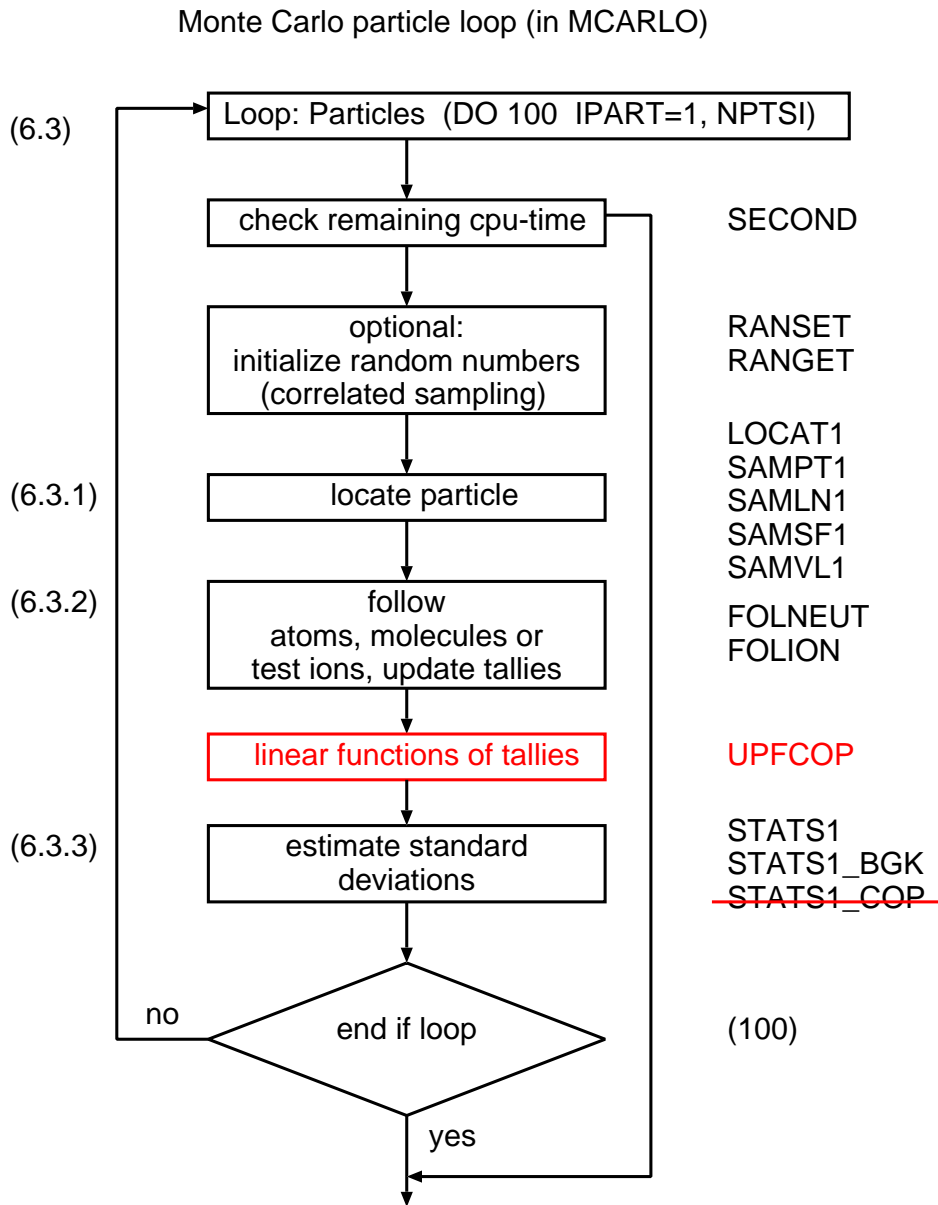 Monte Carlo particle loop (in MCARLO)
(6.3)
Loop: Particles (DO 100 IPART=1, NPTSI)
check remaining cpu-time
SECOND
optional:
initialize random numbers
(correlated sampling)
RANSET
RANGET
(6.3.1)
locate particle
LOCAT1
SAMPT1
SAMLN1
SAMSF1
SAMVL1
(6.3.2)
follow
atoms, molecules or
test ions, update tallies
FOLNEUT
FOLION
linear functions of tallies
UPFCOP
(6.3.3)
estimate standard
deviations
STATS1
STATS1_BGK
STATS1_COP
no
end if loop
(100)
yes